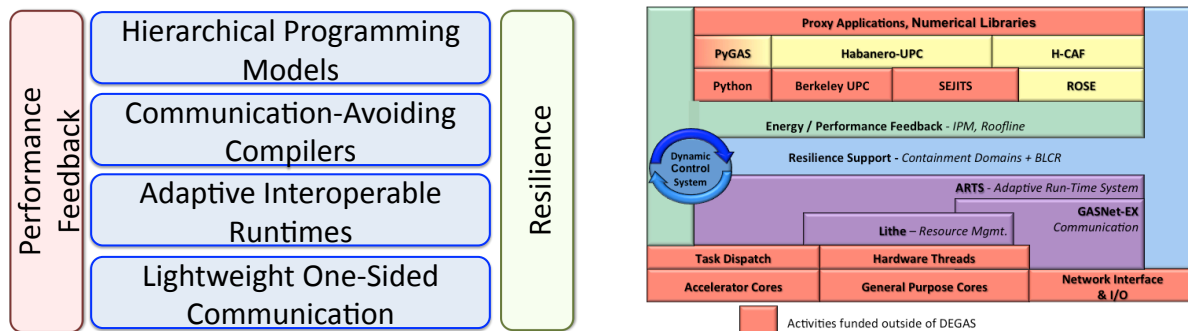 Performance
Feedback
Hierarchical Programming
Models
Communication-Avoiding
Compilers
Adaptive Interoperable
Runtimes
Lightweight One-Sided
Communication
Resilience
Proxy Applications, Numerical Libraries
PyGAS
Habanero-UPC
H-CAF
Python
Berkeley UPC
SEJITS
ROSE
Energy / Performance Feedback - IPM, Roofline
Dynamic
Control
System
Resilience Support - Containment Domains + BLCR
ARTS - Adaptive Run-Time System
GASNet-EX
Communication
Lithe – Resource Mgmt.
Task Dispatch
Hardware Threads
Accelerator Cores
General Purpose Cores
Network Interface
& I/O
Activities funded outside of DEGAS